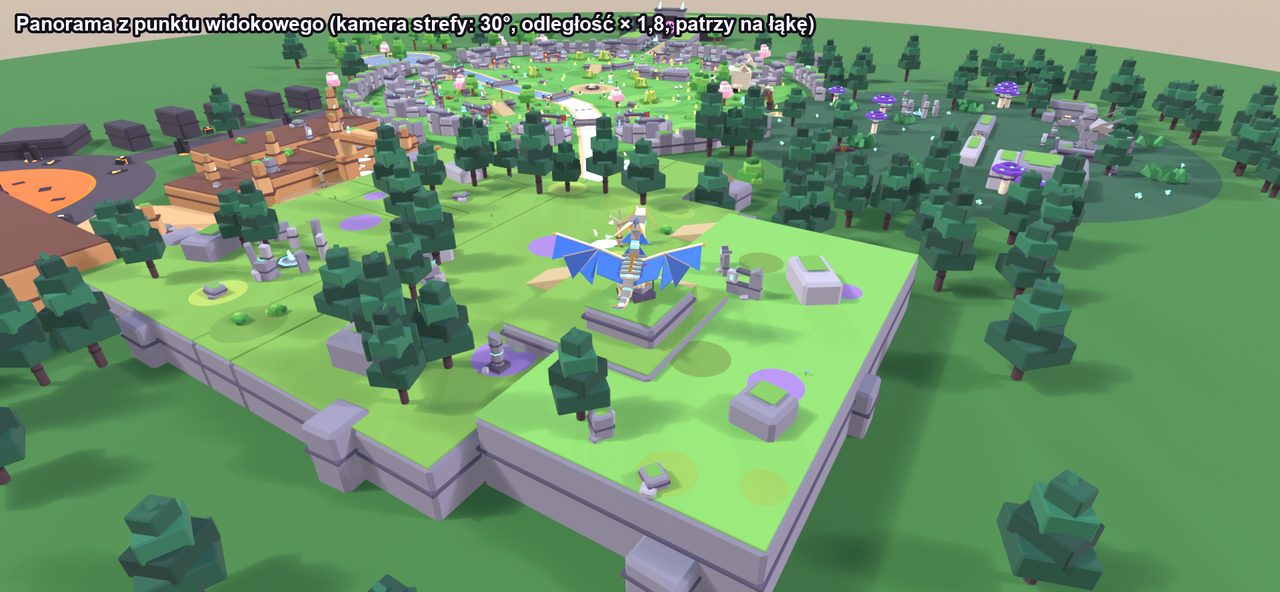 Panorama z punktu widokowego (kamera strefy: 30°, odległość × 1,8, patrzy na łąkę)